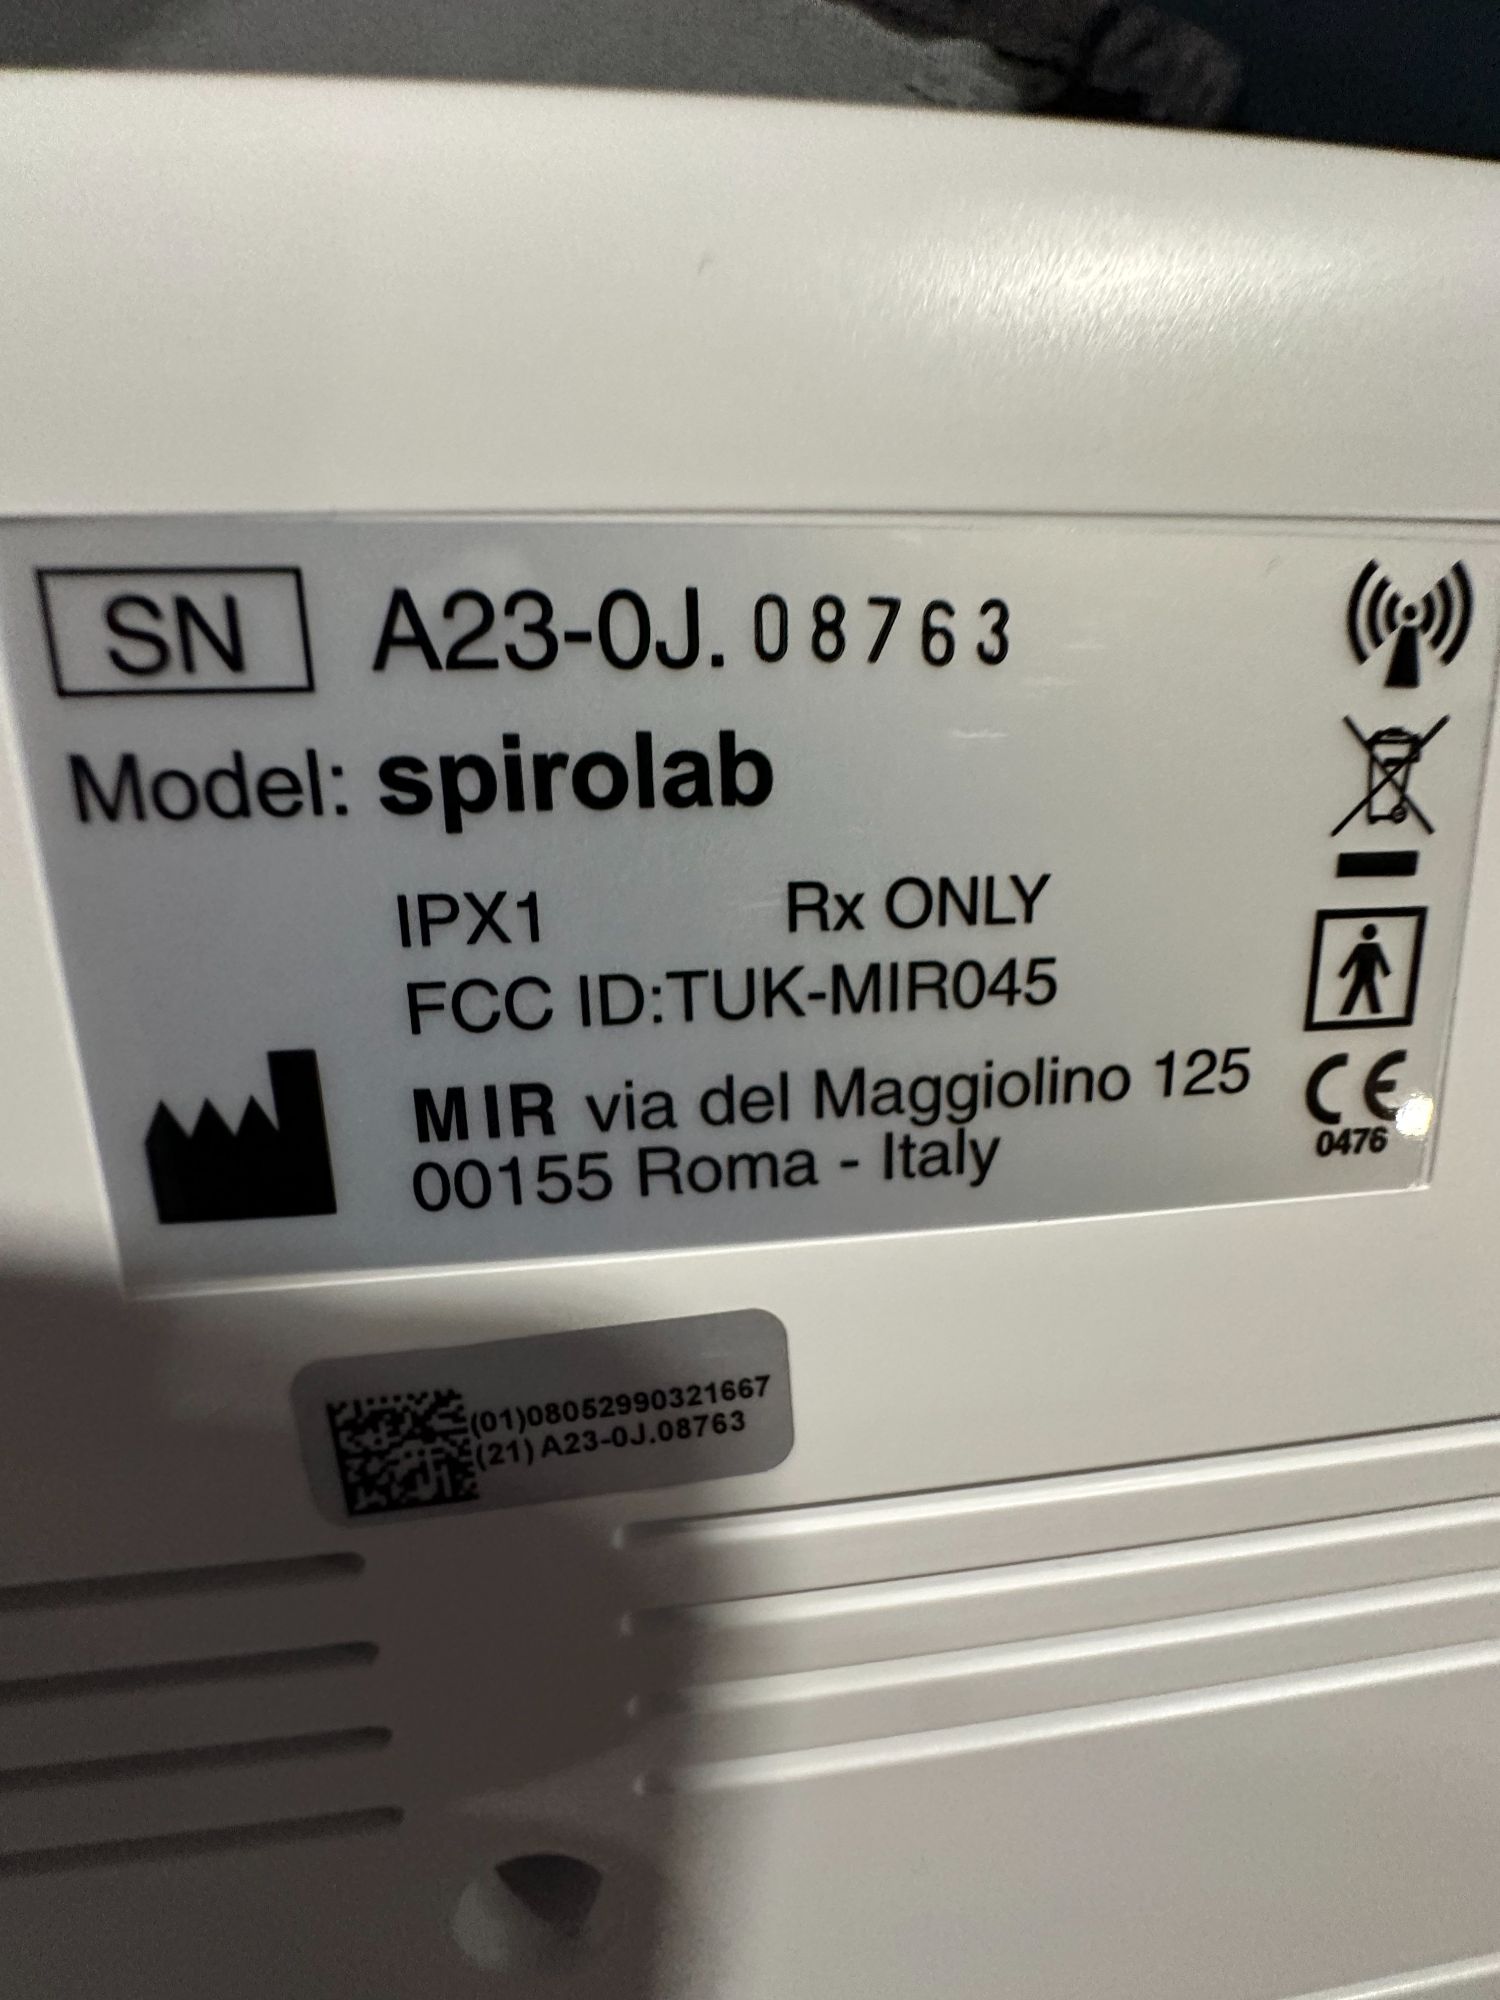 SN A23-0J.08763
Model: spirolab
IPX1 Rx ONLY
FCC ID:TUK-MIR045
MIR via del Maggiolino 125
00155 Roma - Italy
CE
0476
(01)08052990321667
(21) A23-0J.08763